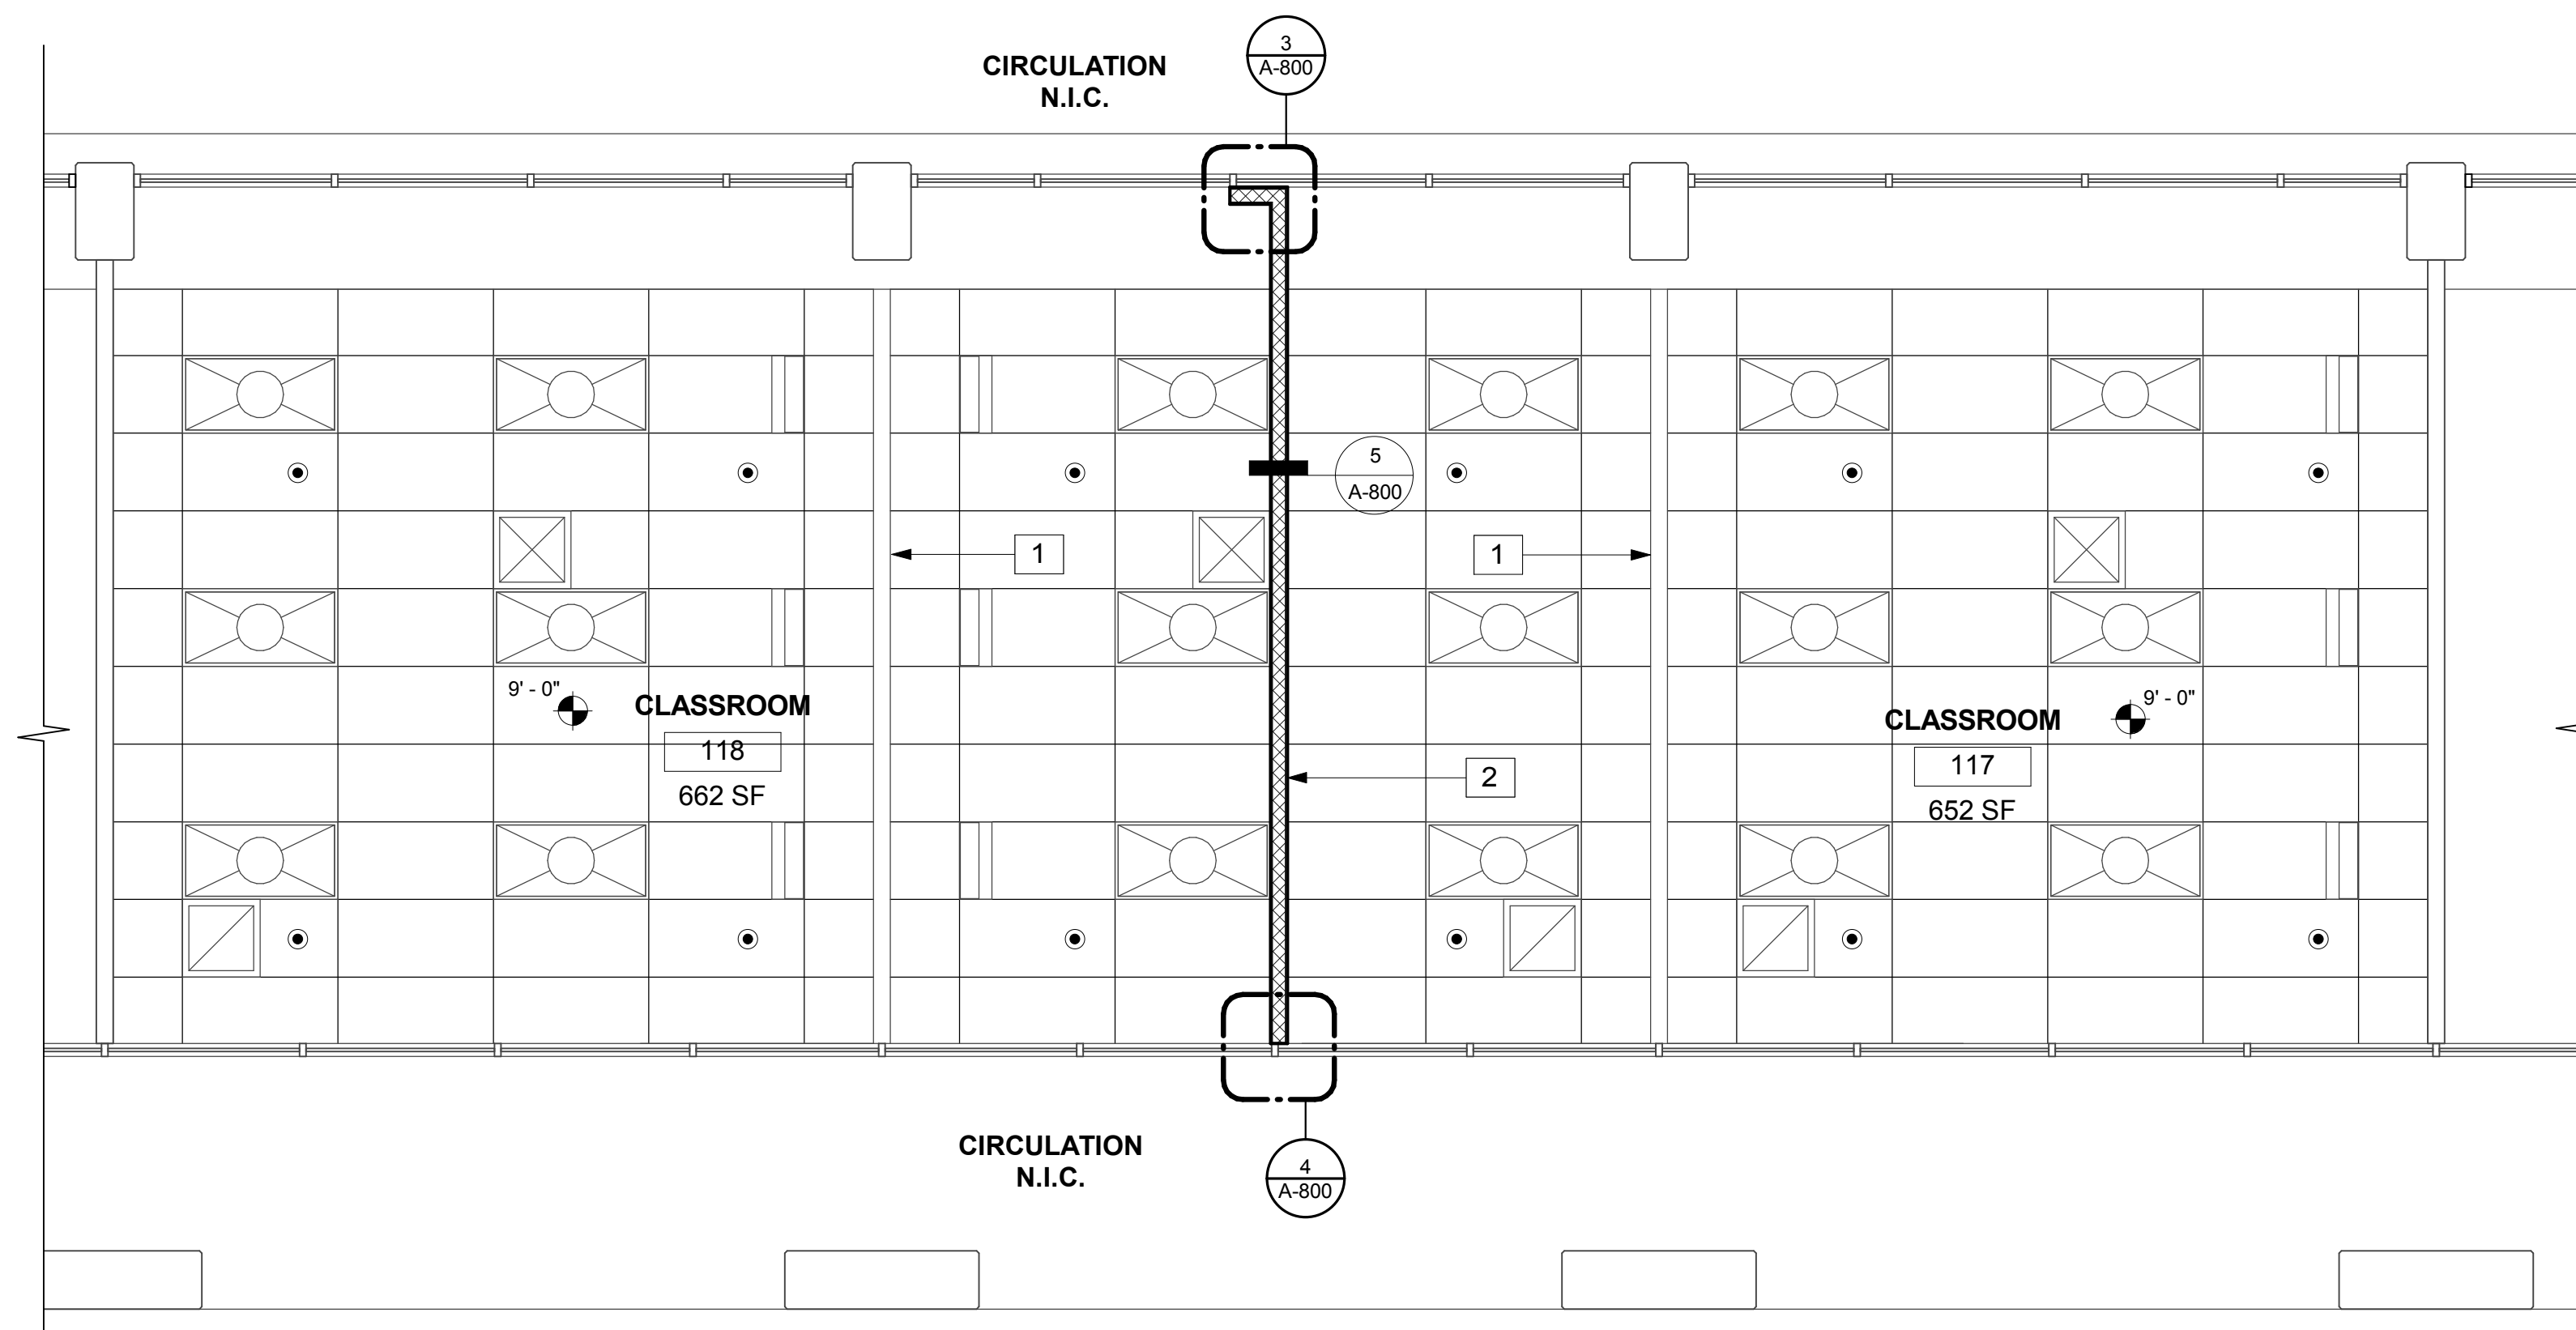 3
A-800
CIRCULATION
N.I.C.
5
A-800
1
1
9' - 0"
CLASSROOM
118
662 SF
9' - 0"
CLASSROOM
117
652 SF
2
CIRCULATION
N.I.C.
4
A-800